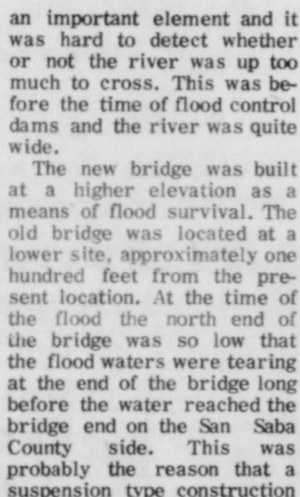 an important element and it
was hard to detect whether
or not the river was up too
much to cross. This was be-
fore the time of flood control
dams and the river was quite
wide.
The new bridge was built
at a higher elevation as a
means of flood survival. The
old bridge was located at a
lower site, approximately one
hundred feet from the pre-
sent location. At the time of
the flood the north end of
the bridge was so low that
the flood waters were tearing
at the end of the bridge long
before the water reached the
bridge end on the San Saba
County side. This was
probably the reason that a
suspension type construction